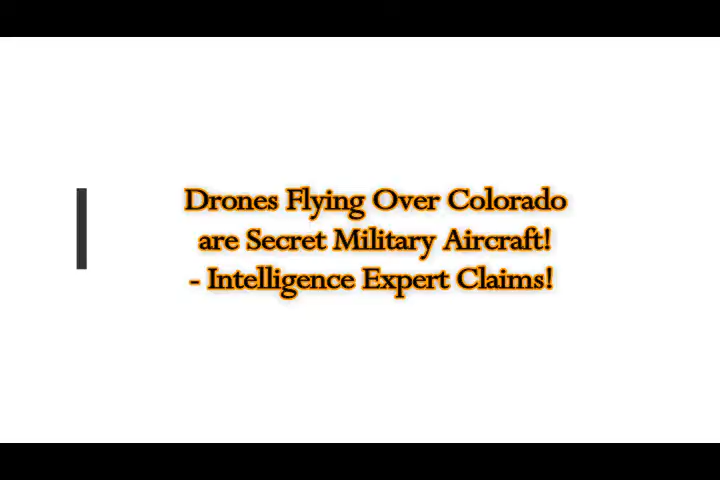 Drones Flying Over Colorado
are Secret Military Aircraft!
- Intelligence Expert Claims!